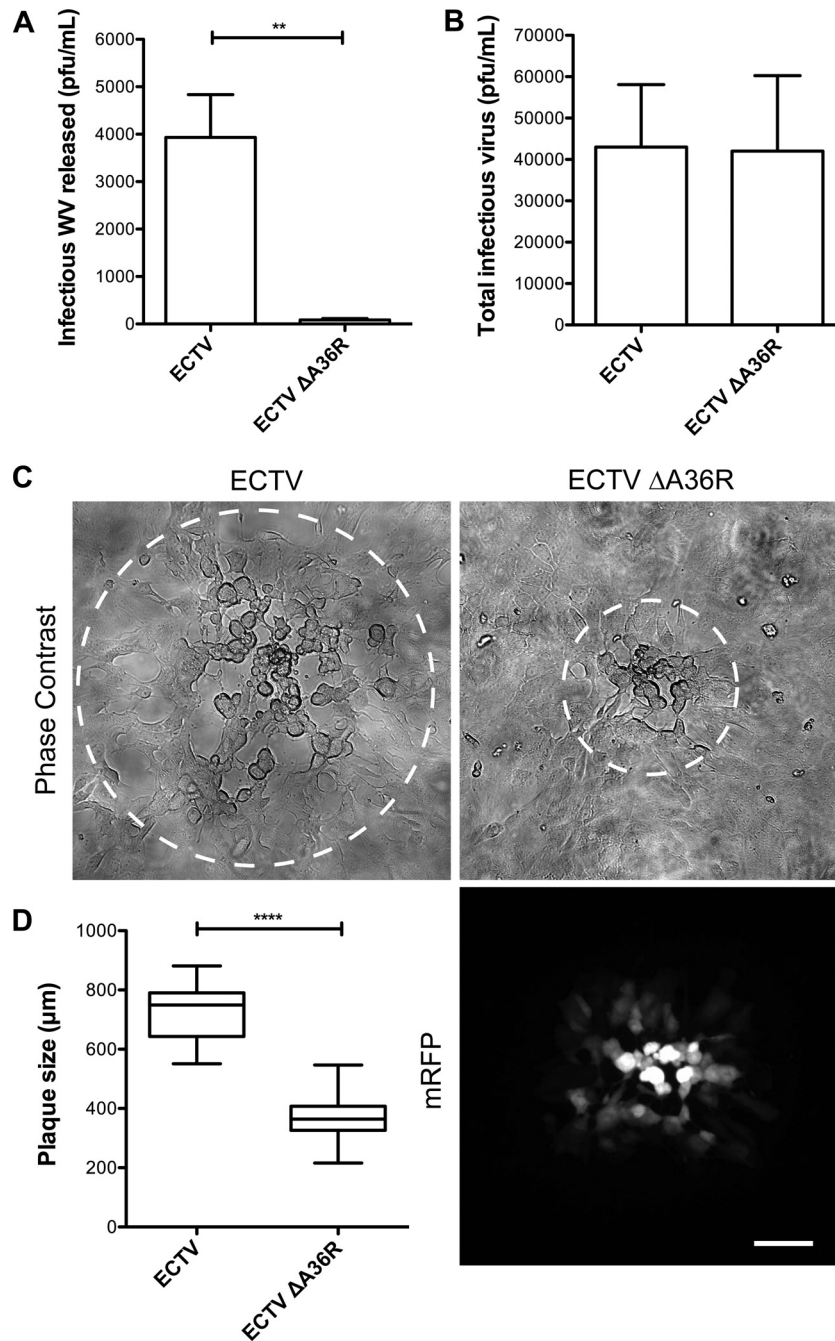 A
**
Infectious WV released (pfu/mL)
6000
5000
4000
3000
2000
1000
0
ECTV
ECTV ΔA36R
B
Total infectious virus (pfu/mL)
70000
60000
50000
40000
30000
20000
10000
0
ECTV
ECTV ΔA36R
C
ECTV
ECTV ΔA36R
Phase Contrast
D
****
Plaque size (µm)
1000
800
600
400
200
0
ECTV
ECTV ΔA36R
mRFP